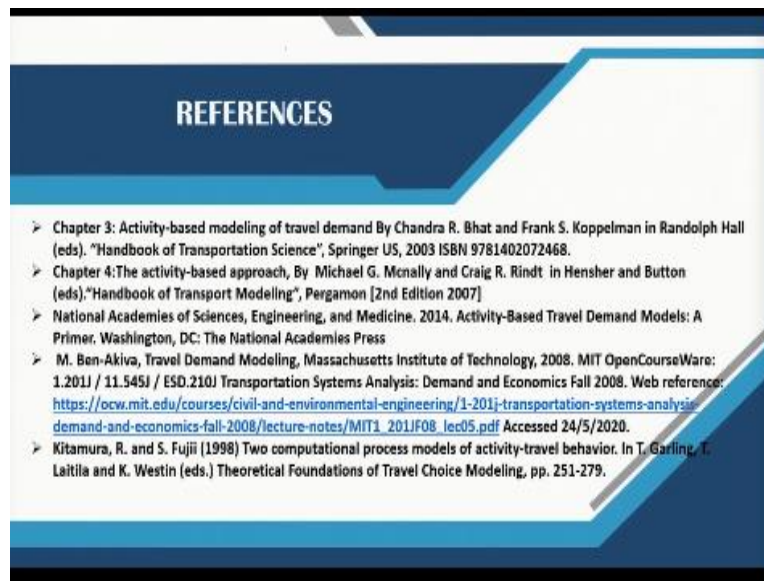 REFERENCES
➢ Chapter 3: Activity-based modeling of travel demand By Chandra R. Bhat and Frank S. Koppelman in Randolph Hall
(eds). “Handbook of Transportation Science”, Springer US, 2003 ISBN 9781402072468.
➢ Chapter 4:The activity-based approach, By Michael G. Mcnally and Craig R. Rindt in Hensher and Button
(eds).“Handbook of Transport Modeling”, Pergamon [2nd Edition 2007]
➢ National Academies of Sciences, Engineering, and Medicine. 2014. Activity-Based Travel Demand Models: A
Primer. Washington, DC: The National Academies Press
➢ M. Ben-Akiva, Travel Demand Modeling, Massachusetts Institute of Technology, 2008. MIT OpenCourseWare:
1.201J / 11.545J / ESD.210J Transportation Systems Analysis: Demand and Economics Fall 2008. Web reference:
https://ocw.mit.edu/courses/civil-and-environmental-engineering/1-201j-transportation-systems-analysis-
demand-and-economics-fall-2008/lecture-notes/MIT1_201JF08_lec05.pdf Accessed 24/5/2020.
➢ Kitamura, R. and S. Fujii (1998) Two computational process models of activity-travel behavior. In T. Garling, T.
Laitila and K. Westin (eds.) Theoretical Foundations of Travel Choice Modeling, pp. 251-279.